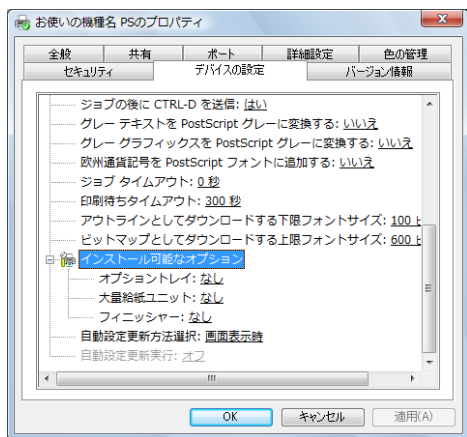 お使いの機種名 PSのプロパティ
全般 共有 ポート 詳細設定 色の管理
セキュリティ デバイスの設定 バージョン情報
ジョブの後に CTRL-D を送信: はい
グレー テキストを PostScript グレーに変換する: いいえ
グレー グラフィックスを PostScript グレーに変換する: いいえ
欧州通貨記号を PostScript フォントに追加する: いいえ
ジョブ タイムアウト: 0 秒
印刷待ちタイムアウト: 300 秒
アウトラインとしてダウンロードする下限フォントサイズ: 100
ビットマップとしてダウンロードする上限フォントサイズ: 600
インストール可能なオプション
オプショントレイ: なし
大量給紙ユニット: なし
フィニッシャー: なし
自動設定更新方法選択: 画面表示時
自動設定更新実行: オフ
OK キャンセル 適用(A)